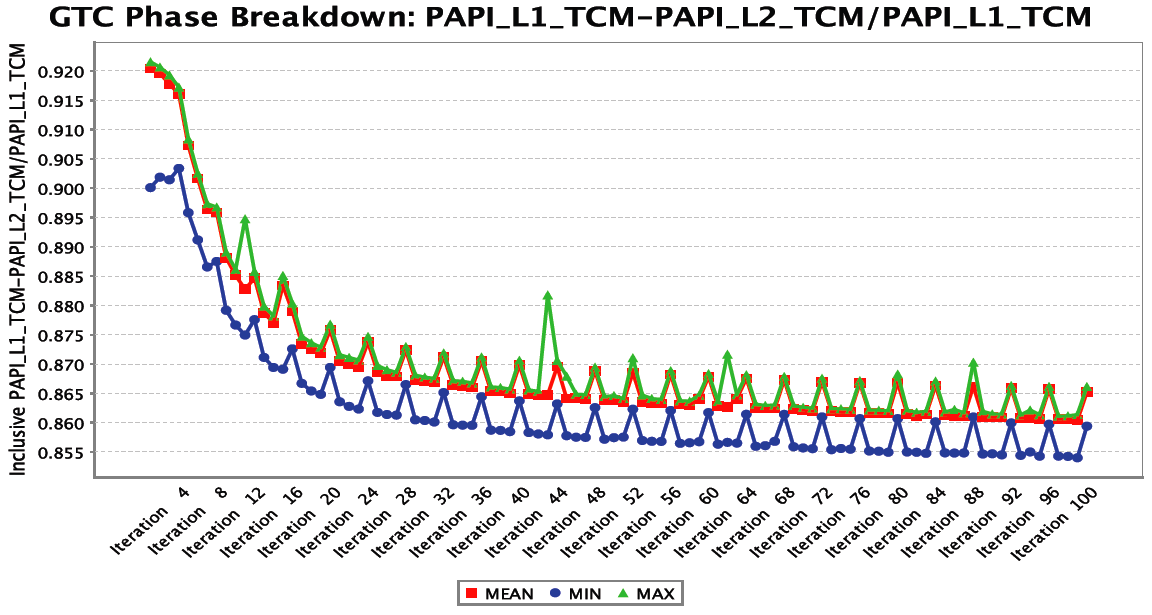 GTC Phase Breakdown: PAPI_L1_TCM-PAPI_L2_TCM/PAPI_L1_TCM
Inclusive PAPI_L1_TCM-PAPI_L2_TCM/PAPI_L1_TCM
0.920
0.915
0.910
0.905
0.900
0.895
0.890
0.885
0.880
0.875
0.870
0.865
0.860
0.855
Iteration 4
Iteration 8
Iteration 12
Iteration 16
Iteration 20
Iteration 24
Iteration 28
Iteration 32
Iteration 36
Iteration 40
Iteration 44
Iteration 48
Iteration 52
Iteration 56
Iteration 60
Iteration 64
Iteration 68
Iteration 72
Iteration 76
Iteration 80
Iteration 84
Iteration 88
Iteration 92
Iteration 96
Iteration 100
MEAN MIN MAX